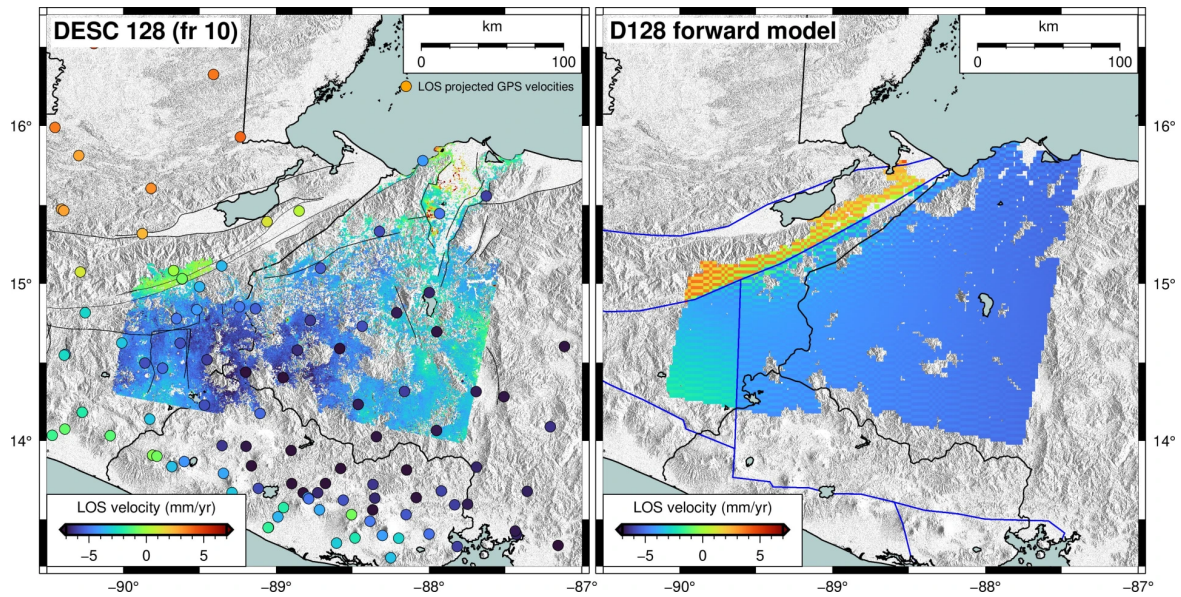 DESC 128 (fr 10)
km
0 100
LOS projected GPS velocities
16°
15°
14°
LOS velocity (mm/yr)
−5 0 5
−90 −89 −88 −87
D128 forward model
km
0 100
16°
15°
14°
LOS velocity (mm/yr)
−5 0 5
−90 −89 −88 −87°